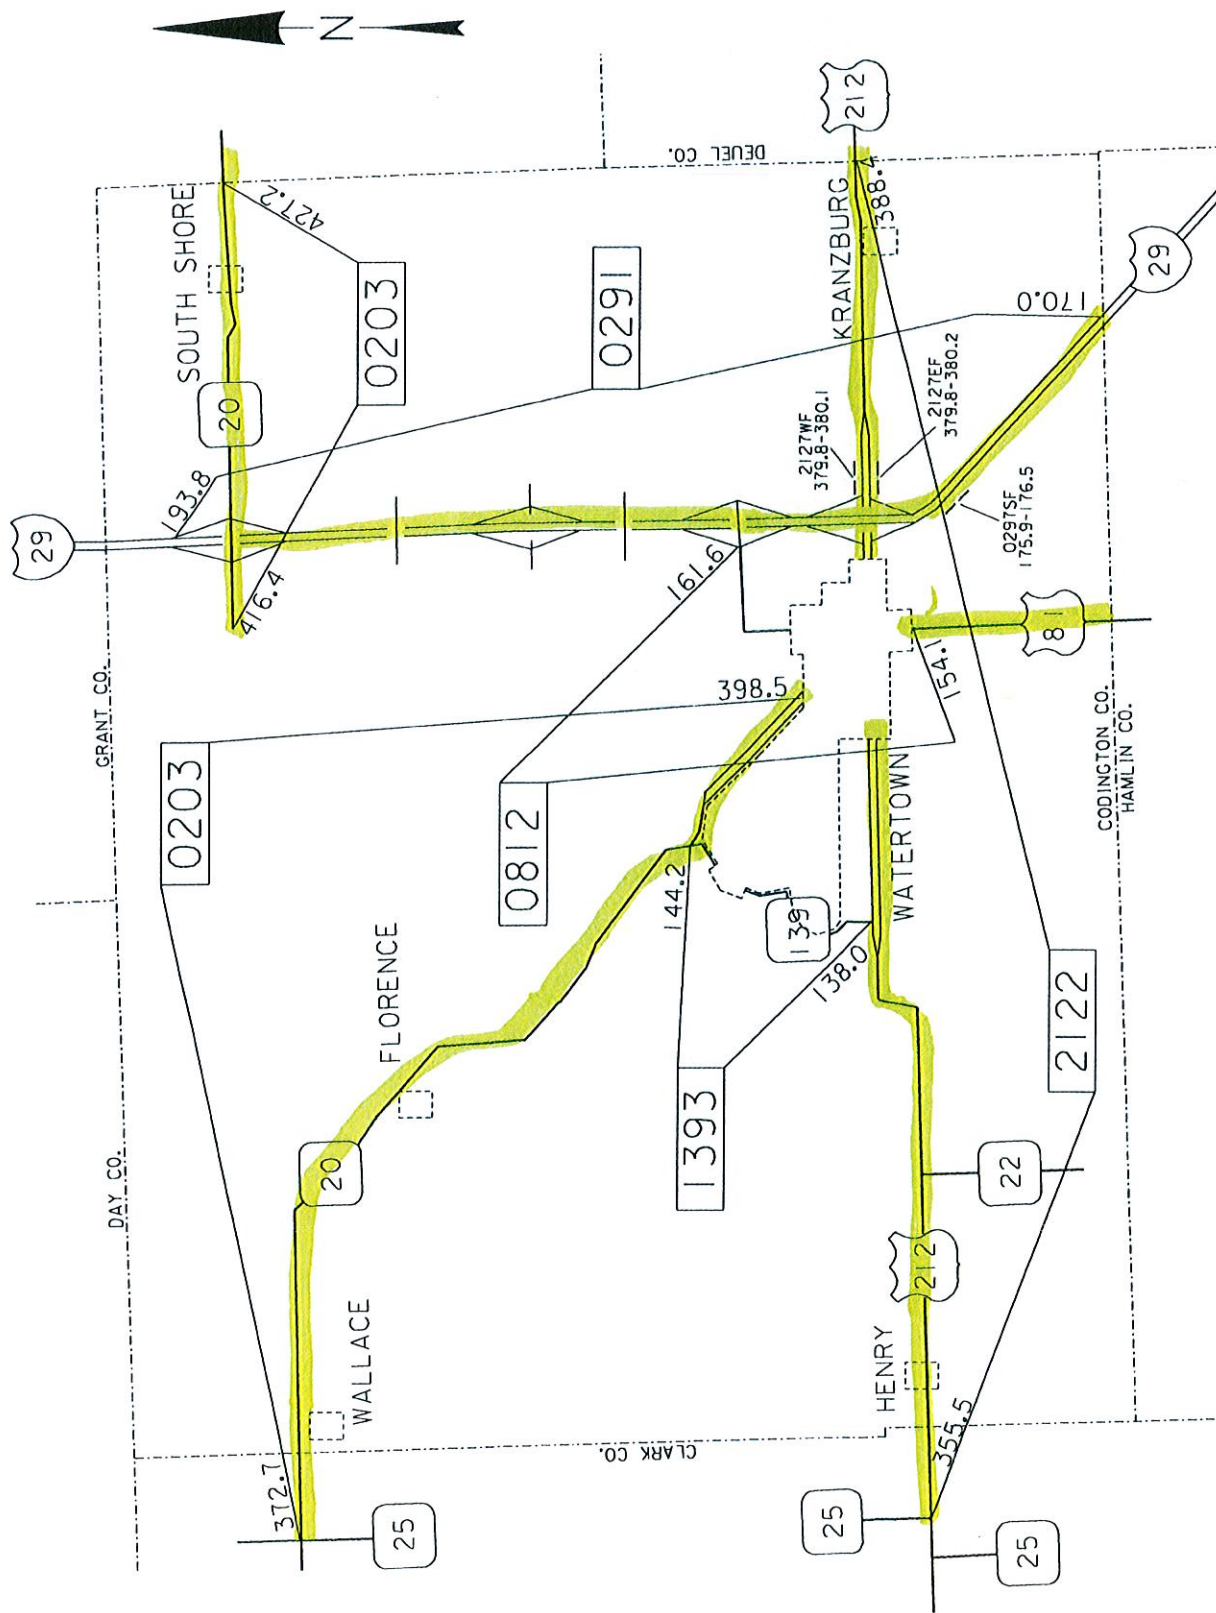 N
29
GRANT CO.
DAY CO.
SOUTH SHORE
20
427.2
193.8
416.4
0203
0203
0291
372.7
25
WALLACE
20
FLORENCE
398.5
161.6
0812
144.2
139
138.0
1393
DEUEL CO.
212
KRANZBURG
388.4
2127WF
379.8-380.1
2127EF
379.8-380.2
0297SF
175.9-176.5
170.0
29
WATERTOWN
154.1
81
CODINGTON CO.
HAMLIN CO.
2122
22
212
HENRY
CLARK CO.
355.5
25
25